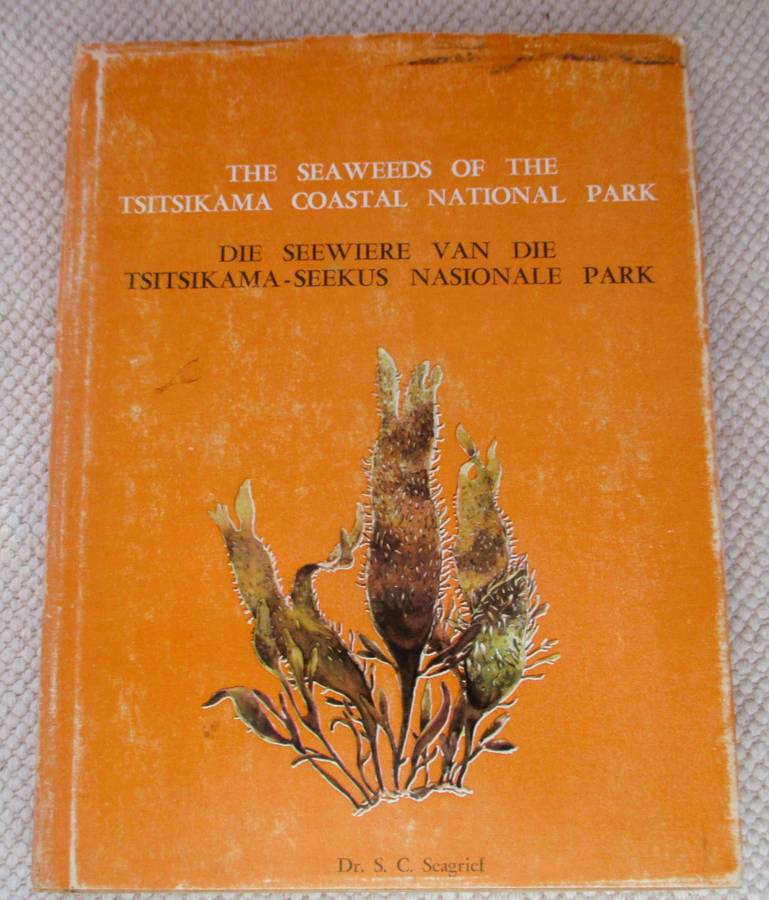 THE SEAWEEDS OF THE
TSITSIKAMA COASTAL NATIONAL PARK
DIE SEEWIERE VAN DIE
TSITSIKAMA-SEEKUS NASIONALE PARK
Dr. S. C. Seagrief